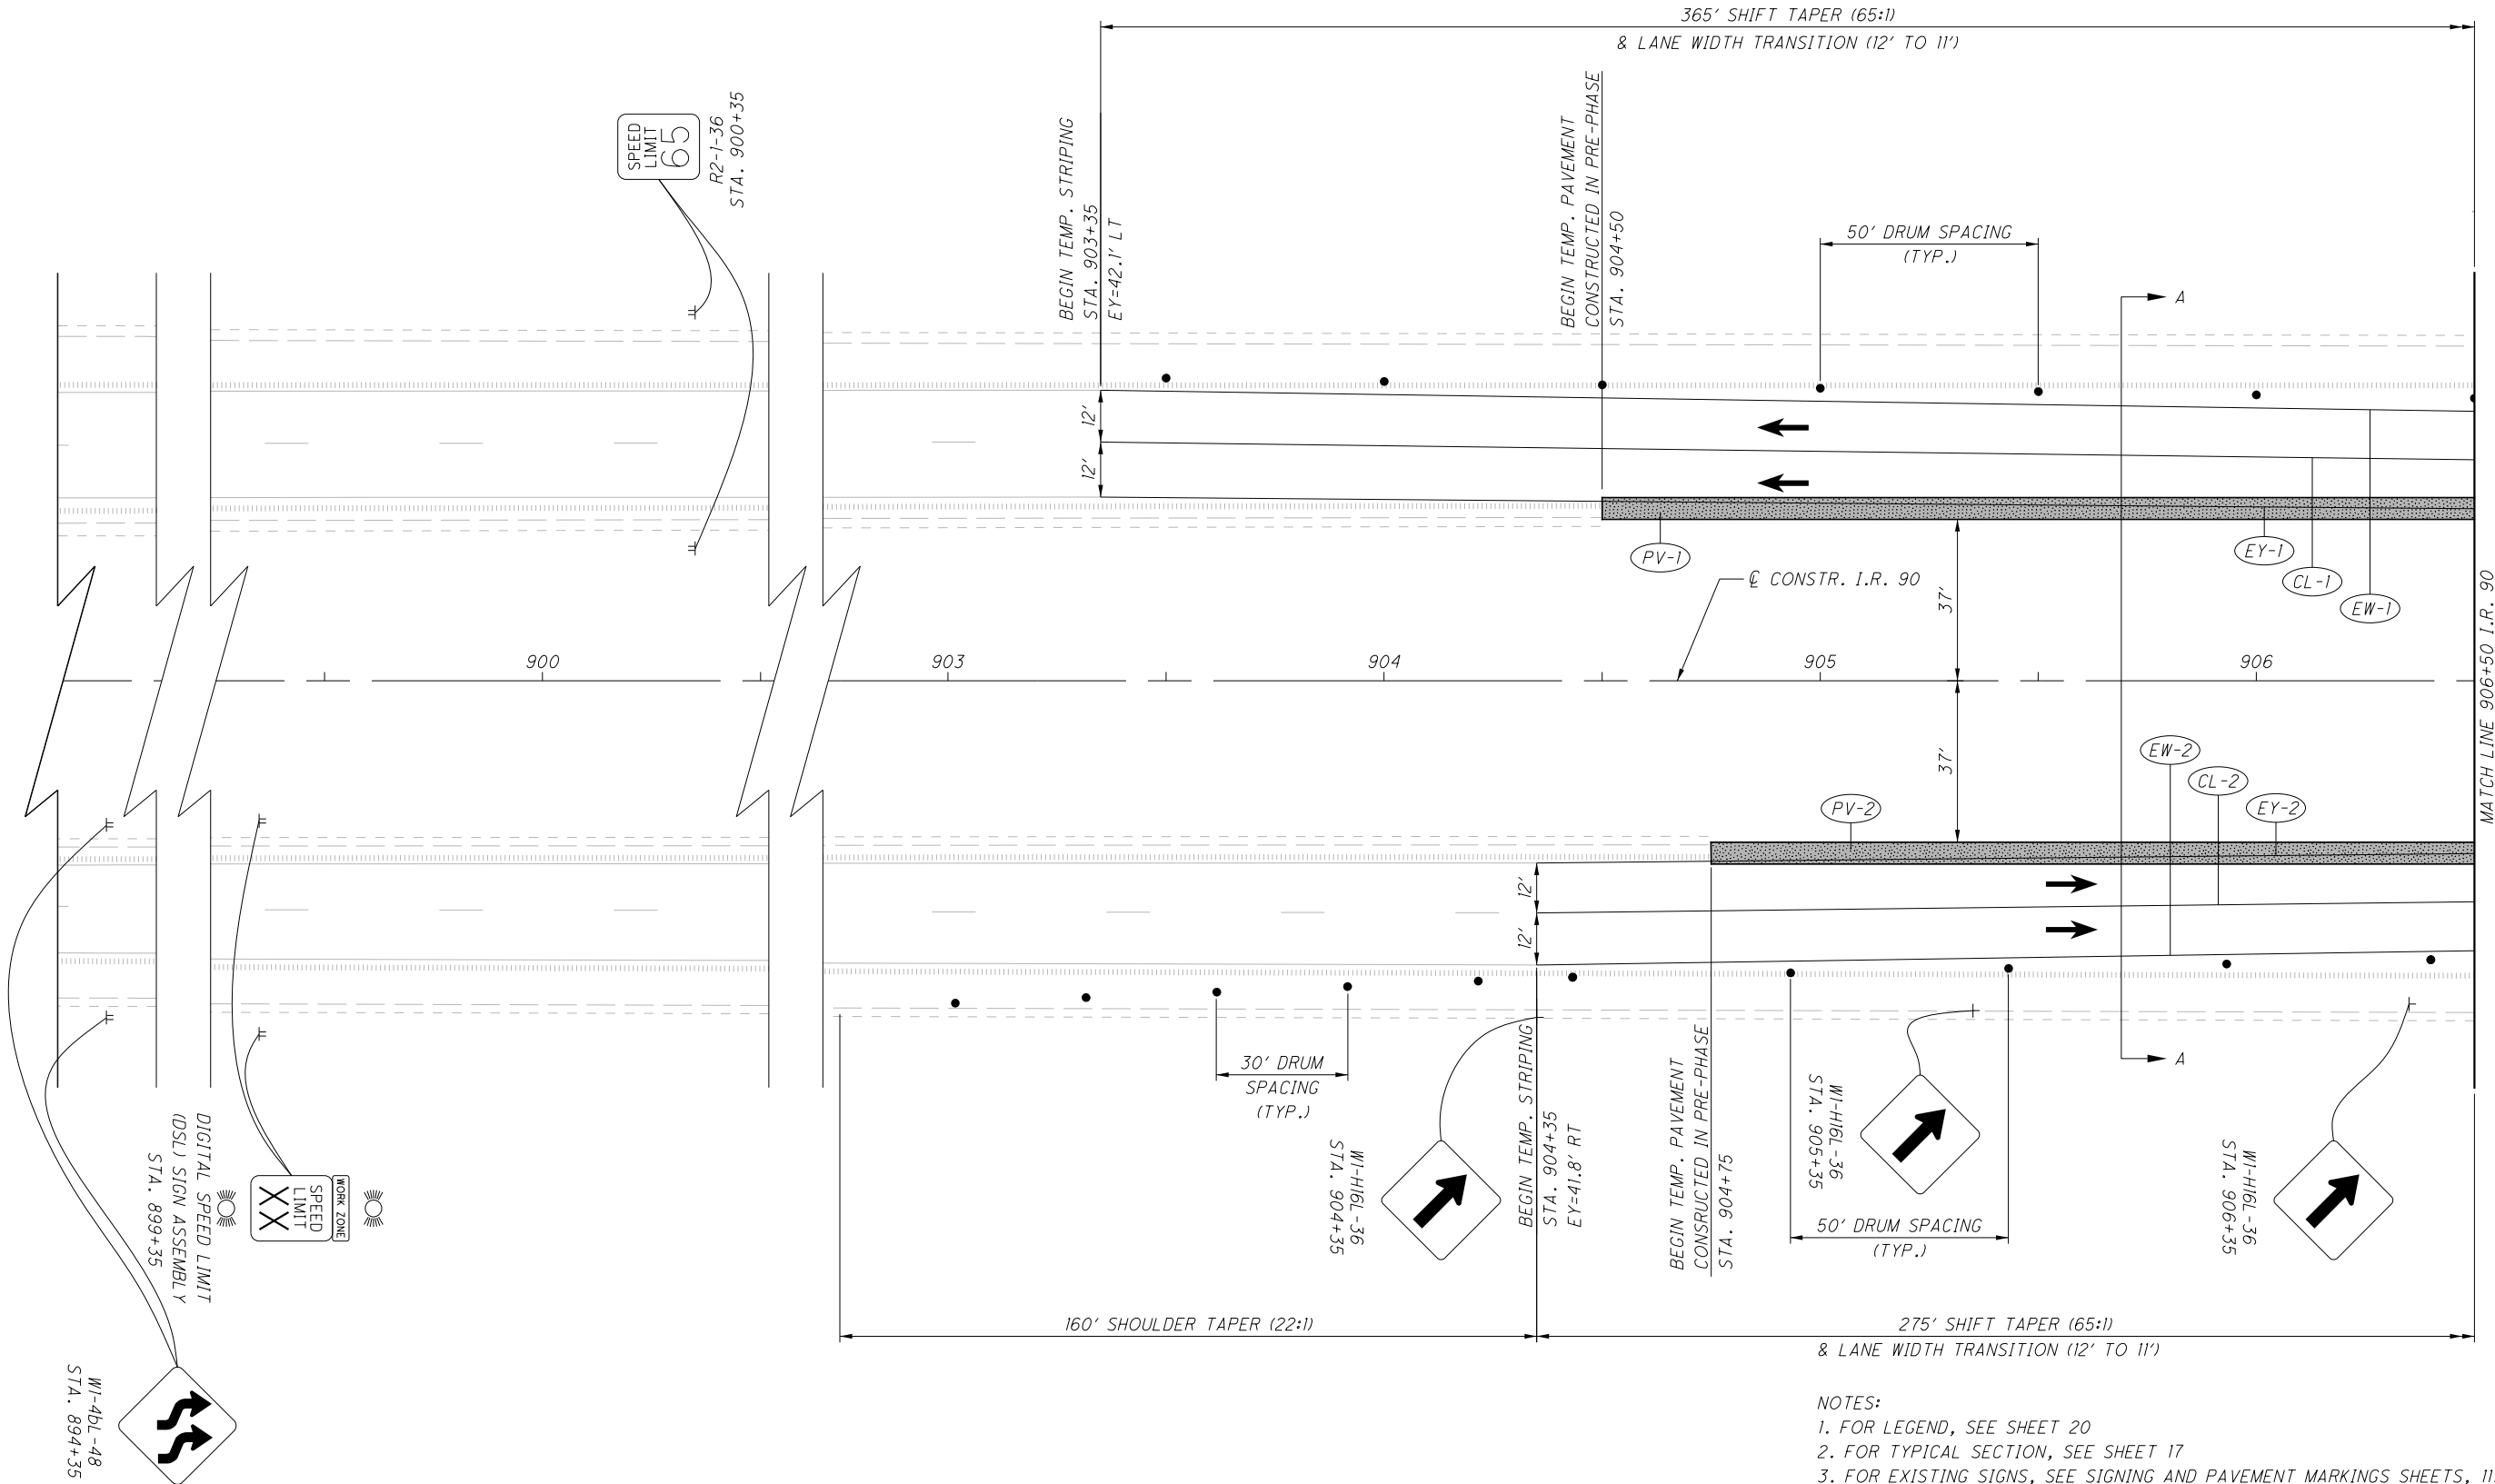 365' SHIFT TAPER (65:1)
& LANE WIDTH TRANSITION (12' TO 11')
SPEED
LIMIT
65
R2-1-36
STA. 900+35
BEGIN TEMP. STRIPING
STA. 903+35
EY=42.1' LT
BEGIN TEMP. PAVEMENT
CONSTRUCTED IN PRE-PHASE
STA. 904+50
50' DRUM SPACING
(TYP.)
A
12'
12'
PV-1
EY-1
CL-1
EW-1
℄ CONSTR. I.R. 90
37'
900
903
904
905
906
MATCH LINE 906+50 I.R. 90
37'
EW-2
CL-2
EY-2
PV-2
12'
12'
A
30' DRUM
SPACING
(TYP.)
BEGIN TEMP. STRIPING
STA. 904+35
EY=41.8' RT
BEGIN TEMP. PAVEMENT
CONSRUCTED IN PRE-PHASE
STA. 904+75
W1-H16L-36
STA. 904+35
W1-H16L-36
STA. 905+35
W1-H16L-36
STA. 906+35
50' DRUM SPACING
(TYP.)
WORK ZONE
SPEED
LIMIT
XX
DIGITAL SPEED LIMIT
(DSL) SIGN ASSEMBLY
STA. 899+35
160' SHOULDER TAPER (22:1)
275' SHIFT TAPER (65:1)
& LANE WIDTH TRANSITION (12' TO 11')
W1-4bL-48
STA. 894+35
NOTES:
1. FOR LEGEND, SEE SHEET 20
2. FOR TYPICAL SECTION, SEE SHEET 17
3. FOR EXISTING SIGNS, SEE SIGNING AND PAVEMENT MARKINGS SHEETS,